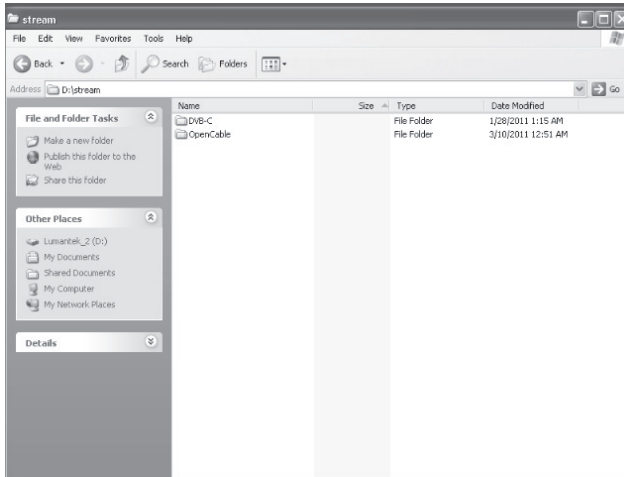 stream
File Edit View Favorites Tools Help
Back Search Folders
Address D:\stream Go
Name Size Type Date Modified
DVB-C File Folder 1/28/2011 1:15 AM
OpenCable File Folder 3/10/2011 12:51 AM
File and Folder Tasks
Make a new folder
Publish this folder to the
Web
Share this folder
Other Places
Lumantek_2 (D:)
My Documents
Shared Documents
My Computer
My Network Places
Details